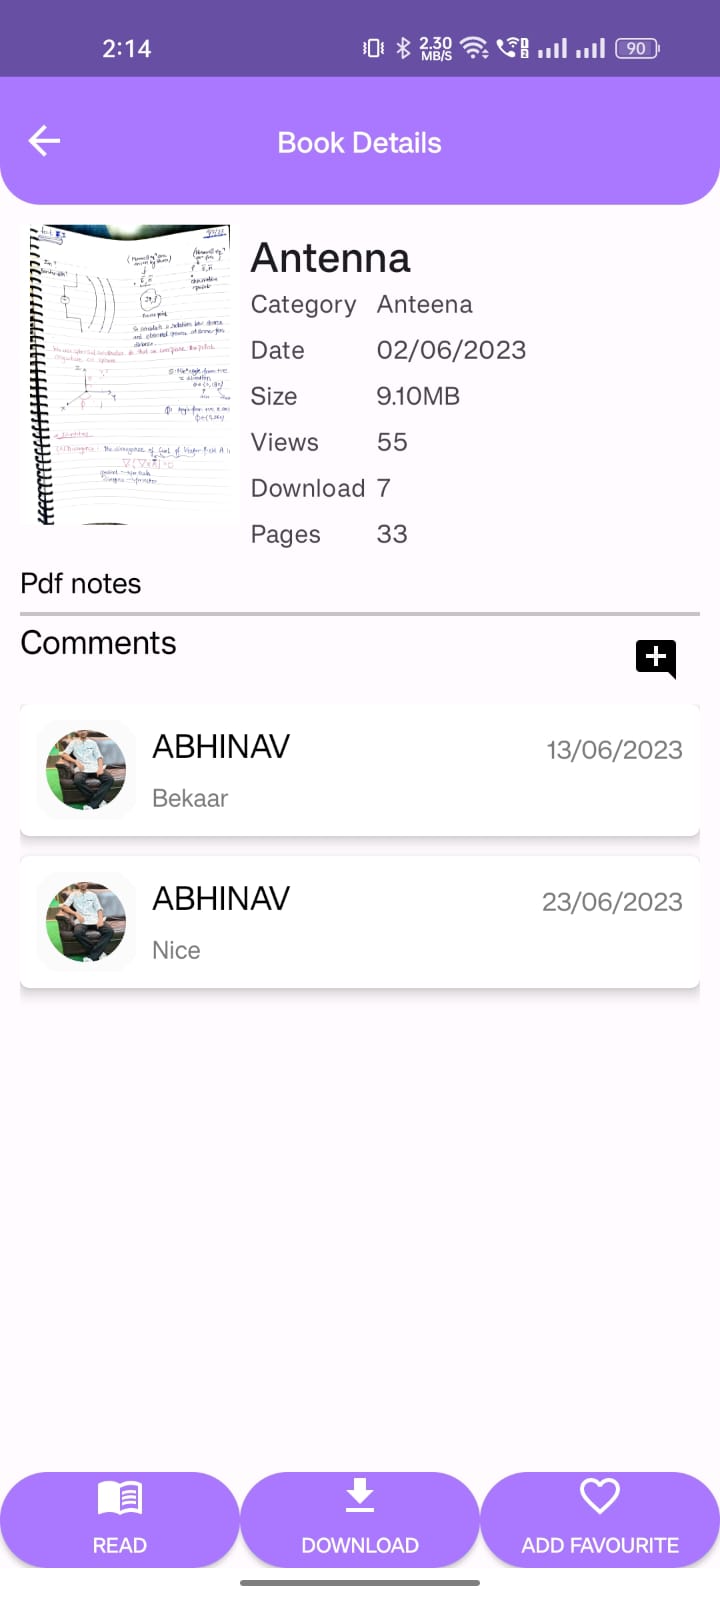 2:14
2.30
MB/S
90
Book Details
Antenna
Category Anteena
Date 02/06/2023
Size 9.10MB
Views 55
Download 7
Pages 33
Pdf notes
Comments
ABHINAV 13/06/2023
Bekaar
ABHINAV 23/06/2023
Nice
READ DOWNLOAD ADD FAVOURITE